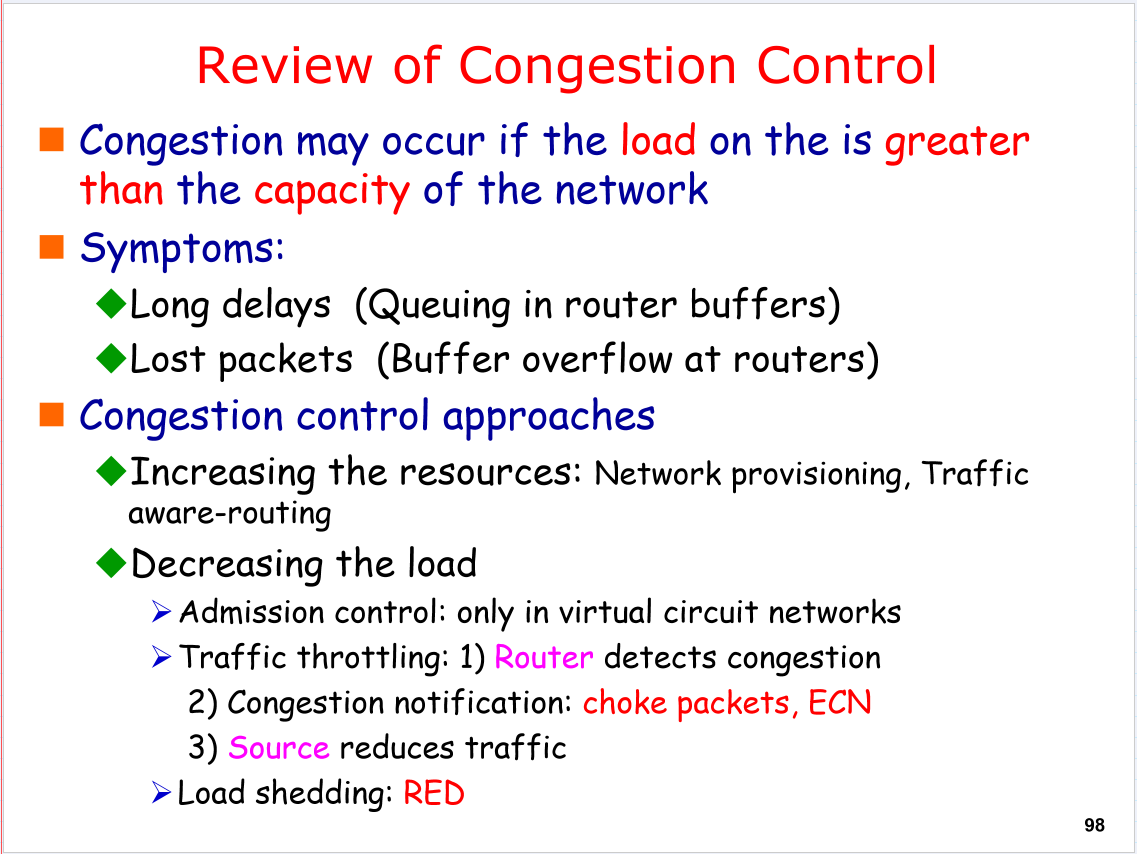 Review of Congestion Control
Congestion may occur if the load on the is greater
than the capacity of the network
Symptoms:
Long delays (Queuing in router buffers)
Lost packets (Buffer overflow at routers)
Congestion control approaches
Increasing the resources: Network provisioning, Traffic
aware-routing
Decreasing the load
Admission control: only in virtual circuit networks
Traffic throttling: 1) Router detects congestion
2) Congestion notification: choke packets, ECN
3) Source reduces traffic
Load shedding: RED
98